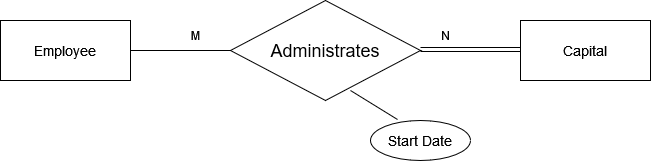 Employee
M
Administrates
N
Capital
Start Date